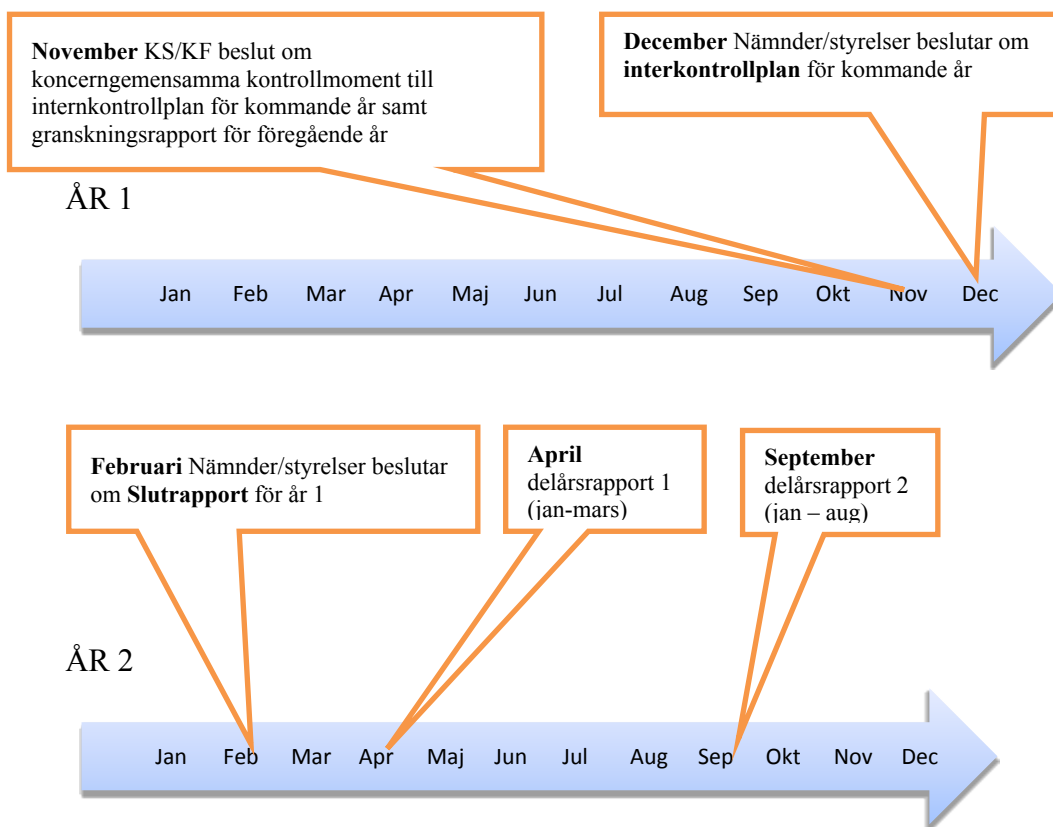 November KS/KF beslut om
koncerngemensamma kontrollmoment till
internkontrollplan för kommande år samt
granskningsrapport för föregående år
December Nämnder/styrelser beslutar om
interkontrollplan för kommande år
ÅR 1
Jan Feb Mar Apr Maj Jun Jul Aug Sep Okt Nov Dec
Februari Nämnder/styrelser beslutar
om Slutrapport för år 1
April
delårsrapport 1
(jan-mars)
September
delårsrapport 2
(jan – aug)
ÅR 2
Jan Feb Mar Apr Maj Jun Jul Aug Sep Okt Nov Dec